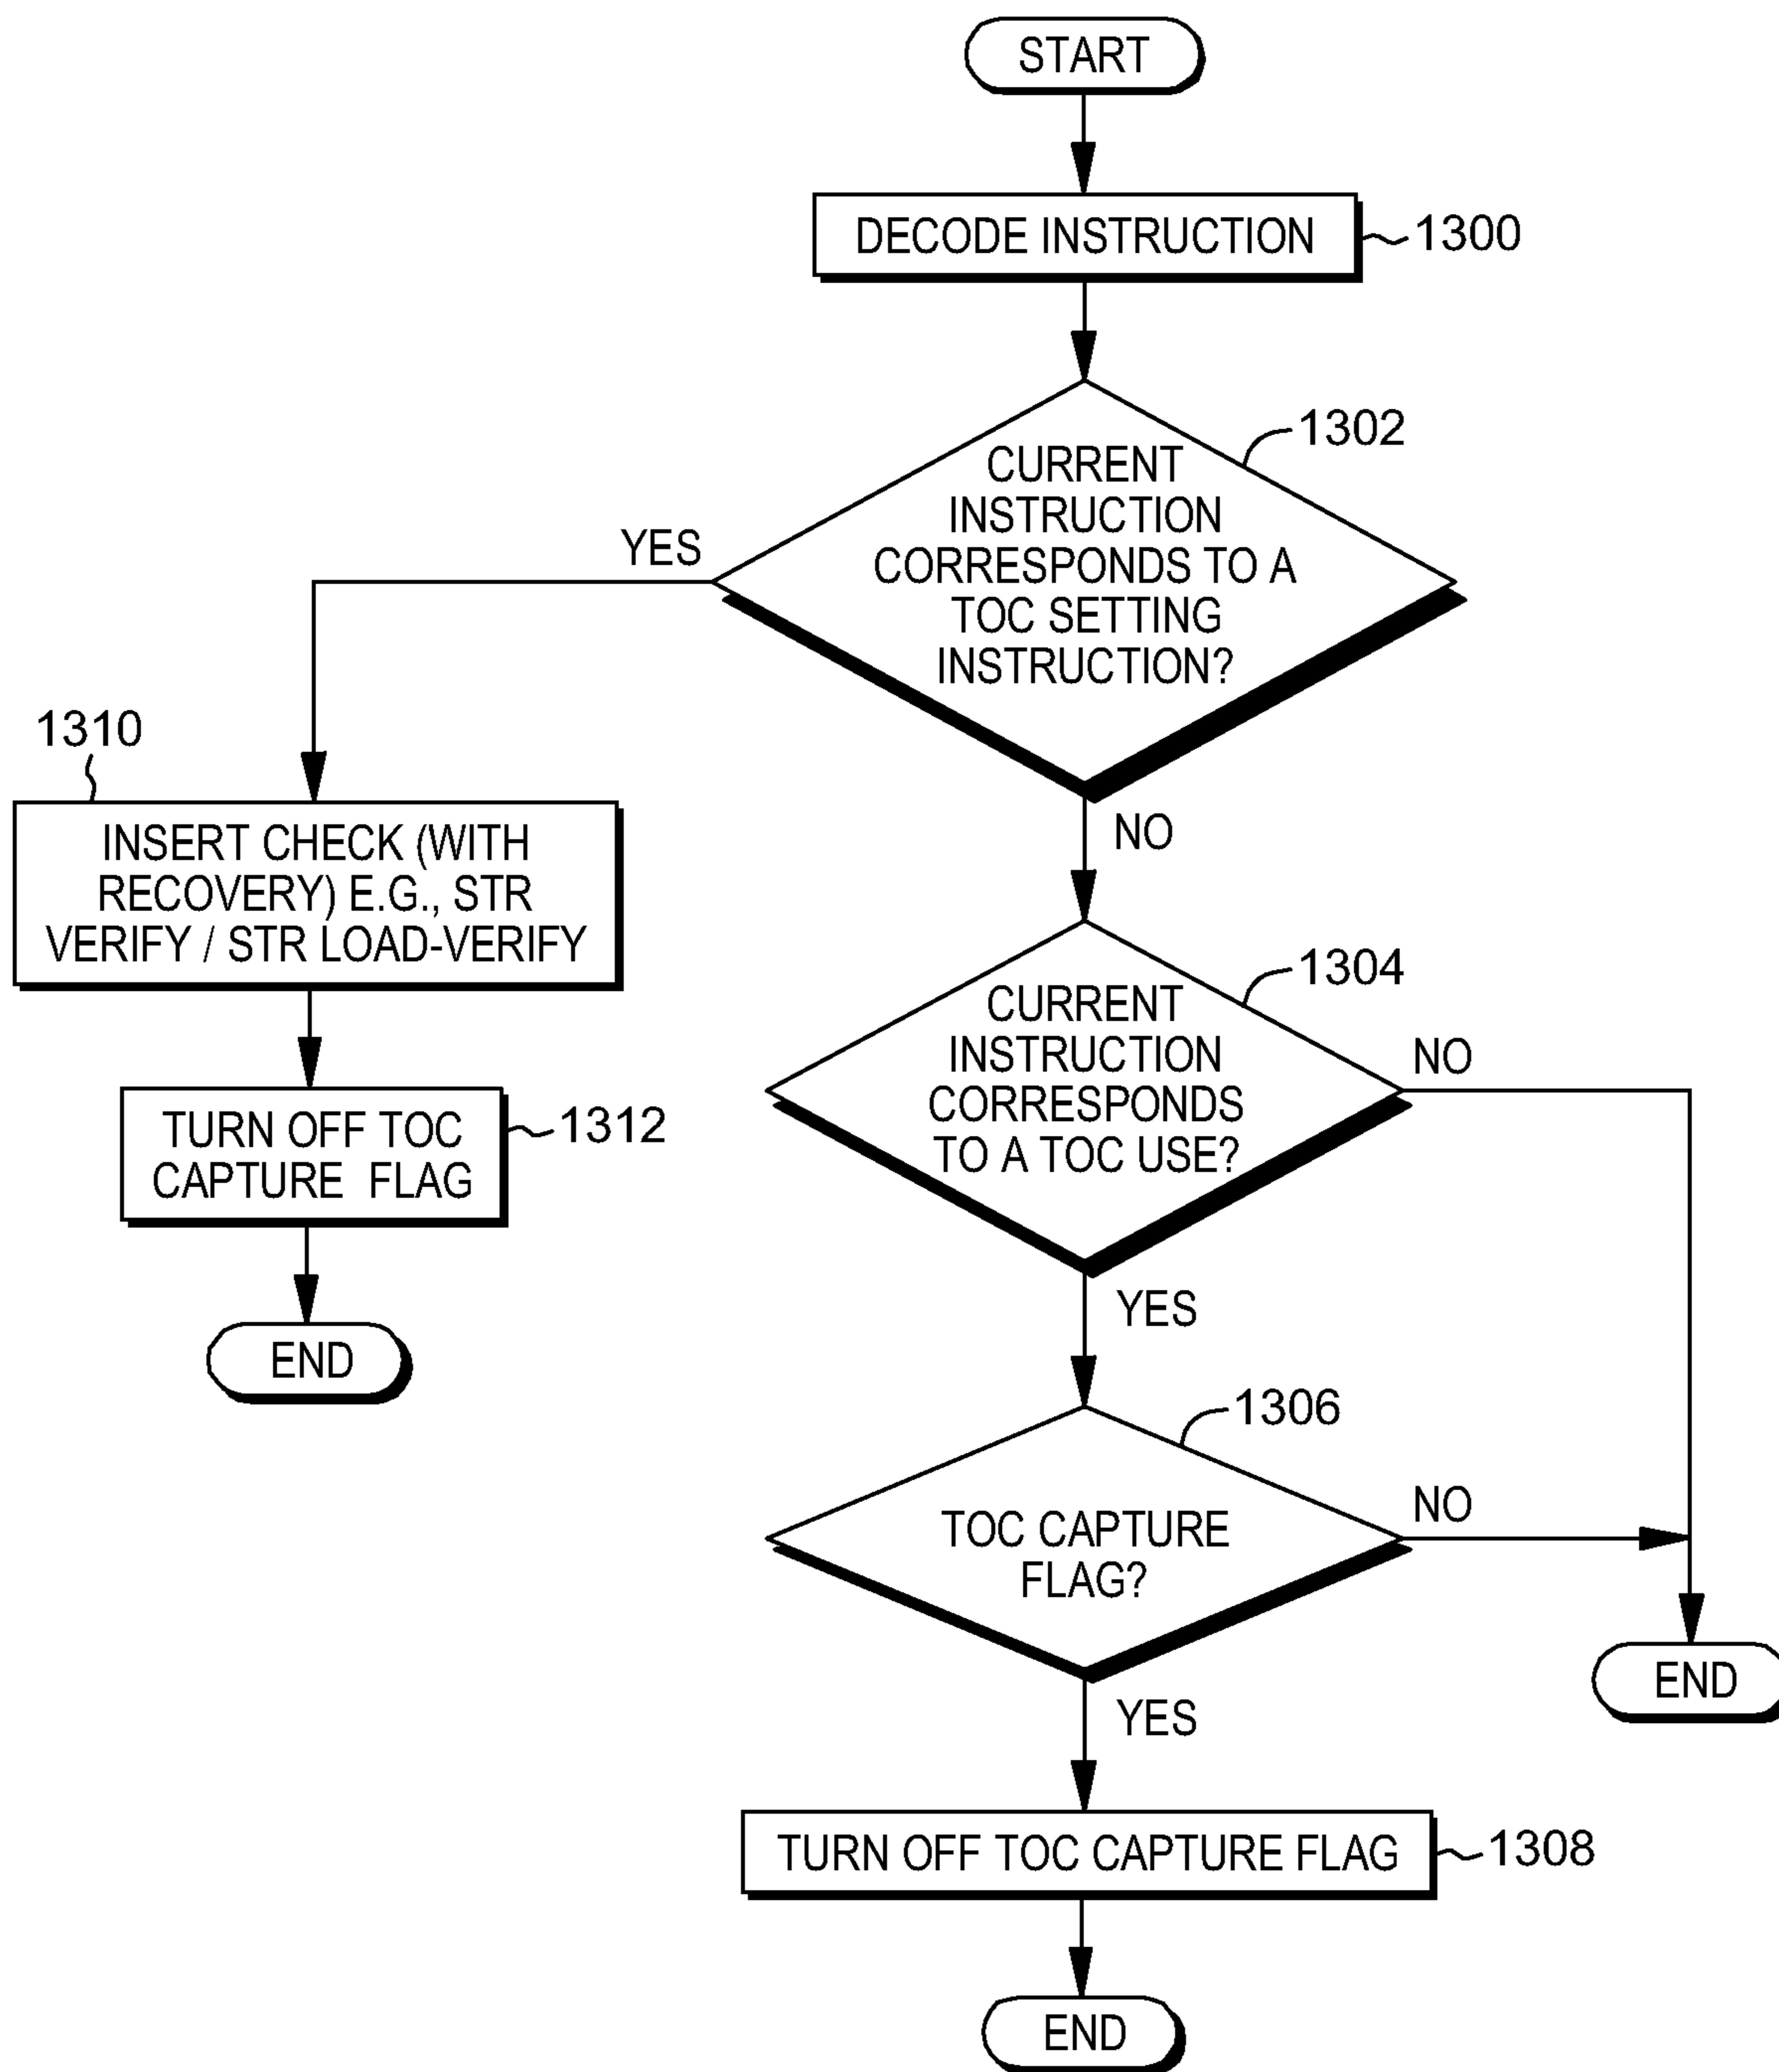 START
DECODE INSTRUCTION
1300
1302
CURRENT
INSTRUCTION
CORRESPONDS TO A
TOC SETTING
INSTRUCTION?
YES
NO
1310
INSERT CHECK (WITH
RECOVERY) E.G., STR
VERIFY / STR LOAD-VERIFY
TURN OFF TOC
CAPTURE FLAG
1312
END
1304
CURRENT
INSTRUCTION
CORRESPONDS
TO A TOC USE?
NO
YES
1306
TOC CAPTURE
FLAG?
NO
END
YES
TURN OFF TOC CAPTURE FLAG
1308
END